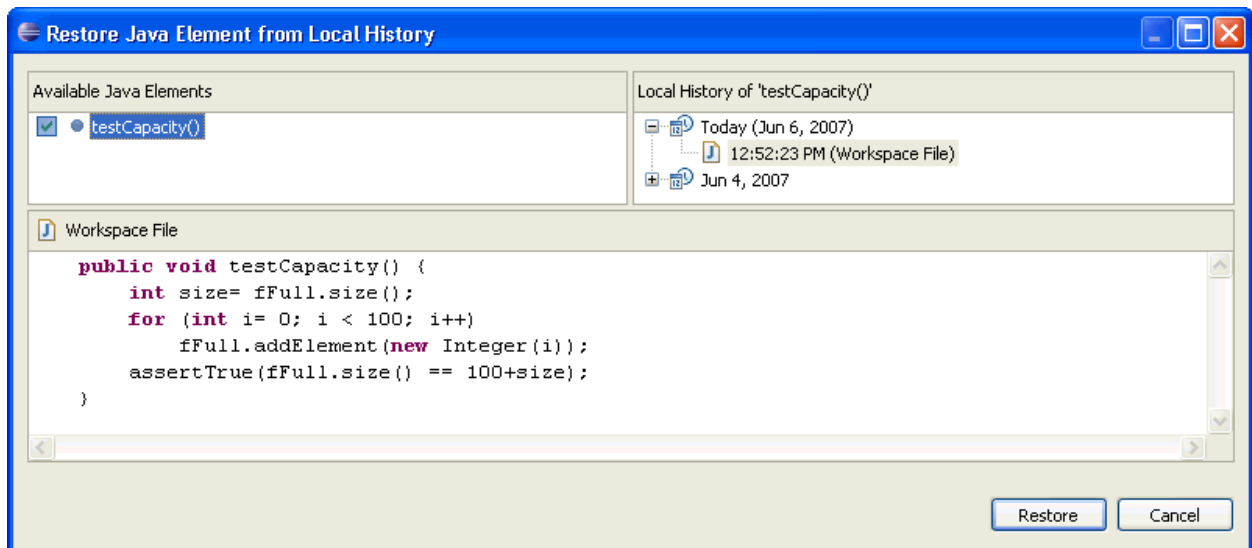 Restore Java Element from Local History
Available Java Elements
testCapacity()
Local History of 'testCapacity()'
Today (Jun 6, 2007)
12:52:23 PM (Workspace File)
Jun 4, 2007
Workspace File
public void testCapacity() {
    int size= fFull.size();
    for (int i= 0; i < 100; i++)
        fFull.addElement(new Integer(i));
    assertTrue(fFull.size() == 100+size);
}
Restore
Cancel